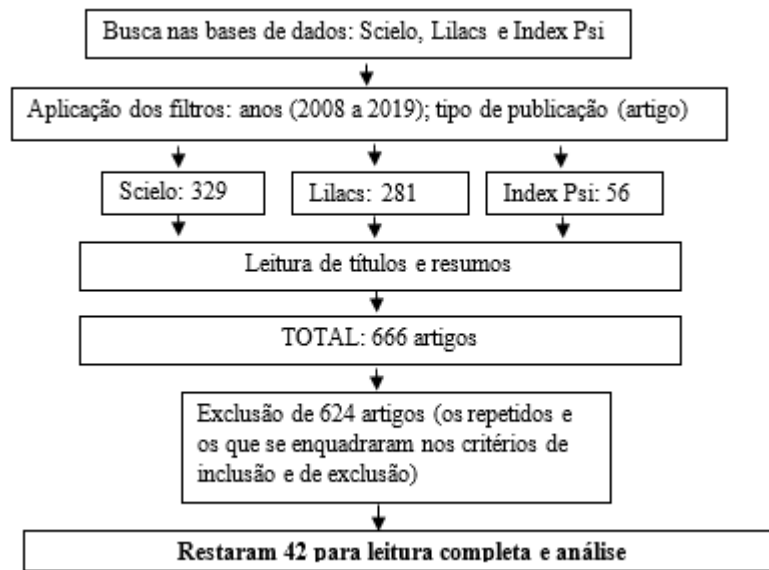 Busca nas bases de dados: Scielo, Lilacs e Index Psi
Aplicação dos filtros: anos (2008 a 2019); tipo de publicação (artigo)
Scielo: 329
Lilacs: 281
Index Psi: 56
Leitura de títulos e resumos
TOTAL: 666 artigos
Exclusão de 624 artigos (os repetidos e
os que se enquadraram nos critérios de
inclusão e de exclusão)
Restaram 42 para leitura completa e análise